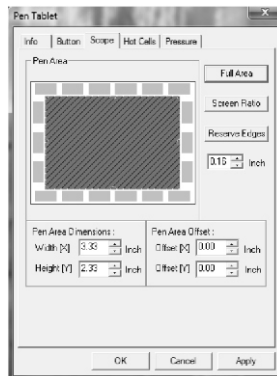 Pen Tablet
Info Button Scope Hot Cells Pressure
Pen Area
Full Area
Screen Ratio
Reserve Edges
0.16 Inch
Pen Area Dimensions :
Width [X] 3.33 Inch
Height [Y] 2.33 Inch
Pen Area Offset :
Offset [X] 0.00 Inch
Offset [Y] 0.00 Inch
OK Cancel Apply